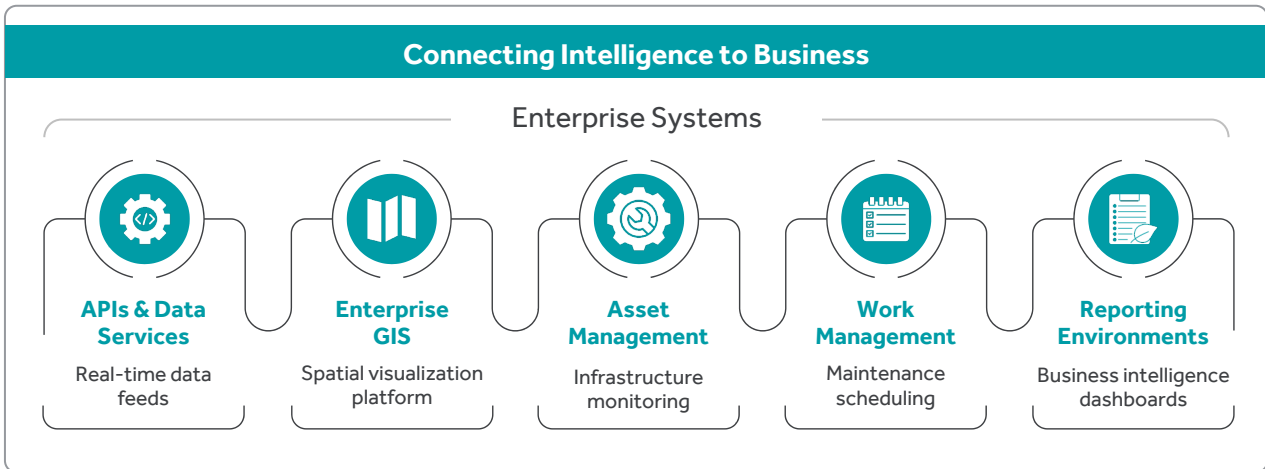 Connecting Intelligence to Business
Enterprise Systems
</>
APIs & Data
Services
Real-time data
feeds
Enterprise
GIS
Spatial visualization
platform
Asset
Management
Infrastructure
monitoring
Work
Management
Maintenance
scheduling
Reporting
Environments
Business intelligence
dashboards